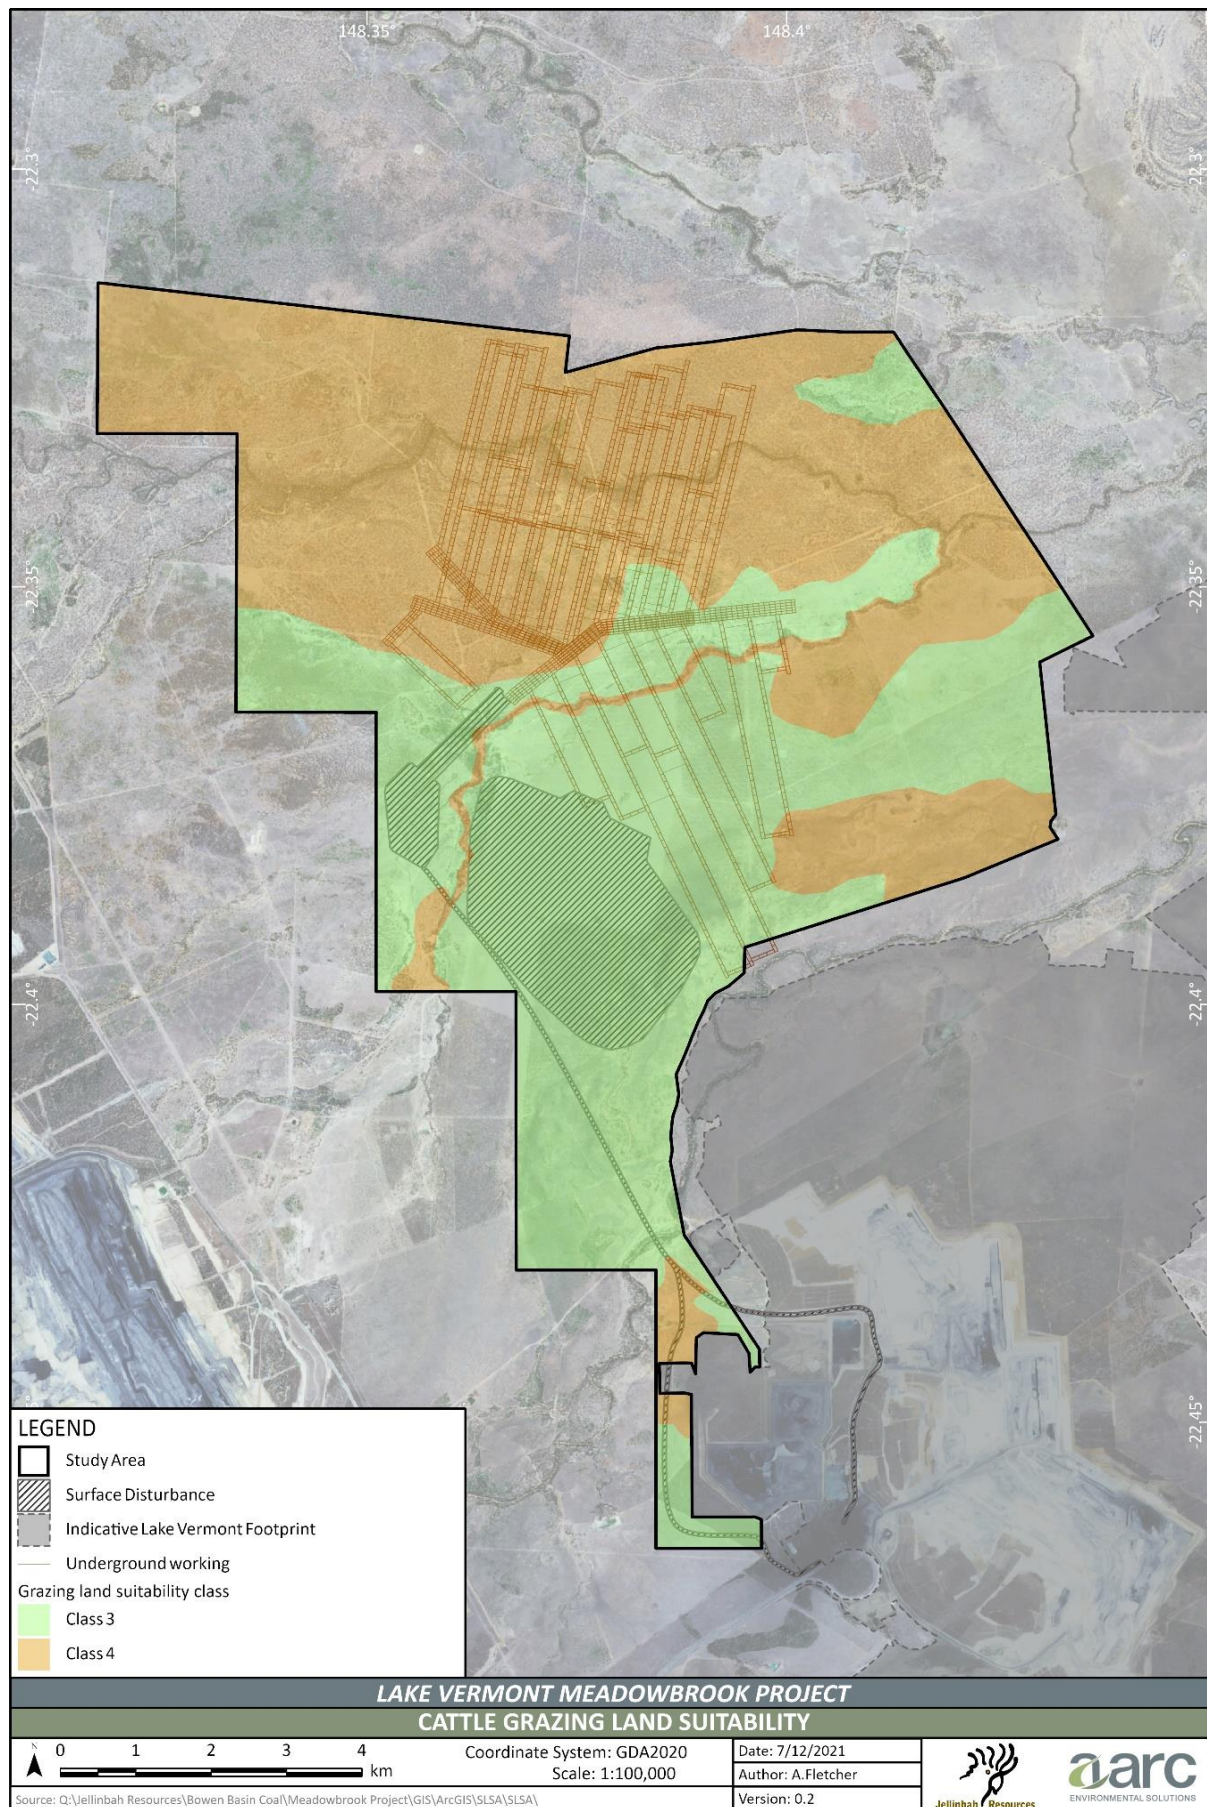 148.35°
148.4°
-22.3°
-22.3°
-22.35°
-22.35°
-22.4°
-22.4°
-22.45°
LEGEND
Study Area
Surface Disturbance
Indicative Lake Vermont Footprint
Underground working
Grazing land suitability class
Class 3
Class 4
LAKE VERMONT MEADOWBROOK PROJECT
CATTLE GRAZING LAND SUITABILITY
N
0 1 2 3 4
km
Coordinate System: GDA2020
Scale: 1:100,000
Date: 7/12/2021
Author: A.Fletcher
Version: 0.2
Source: Q:\Jellinbah Resources\Bowen Basin Coal\Meadowbrook Project\GIS\ArcGIS\SLSA\SLSA\
Jellinbah Resources
aarc
ENVIRONMENTAL SOLUTIONS